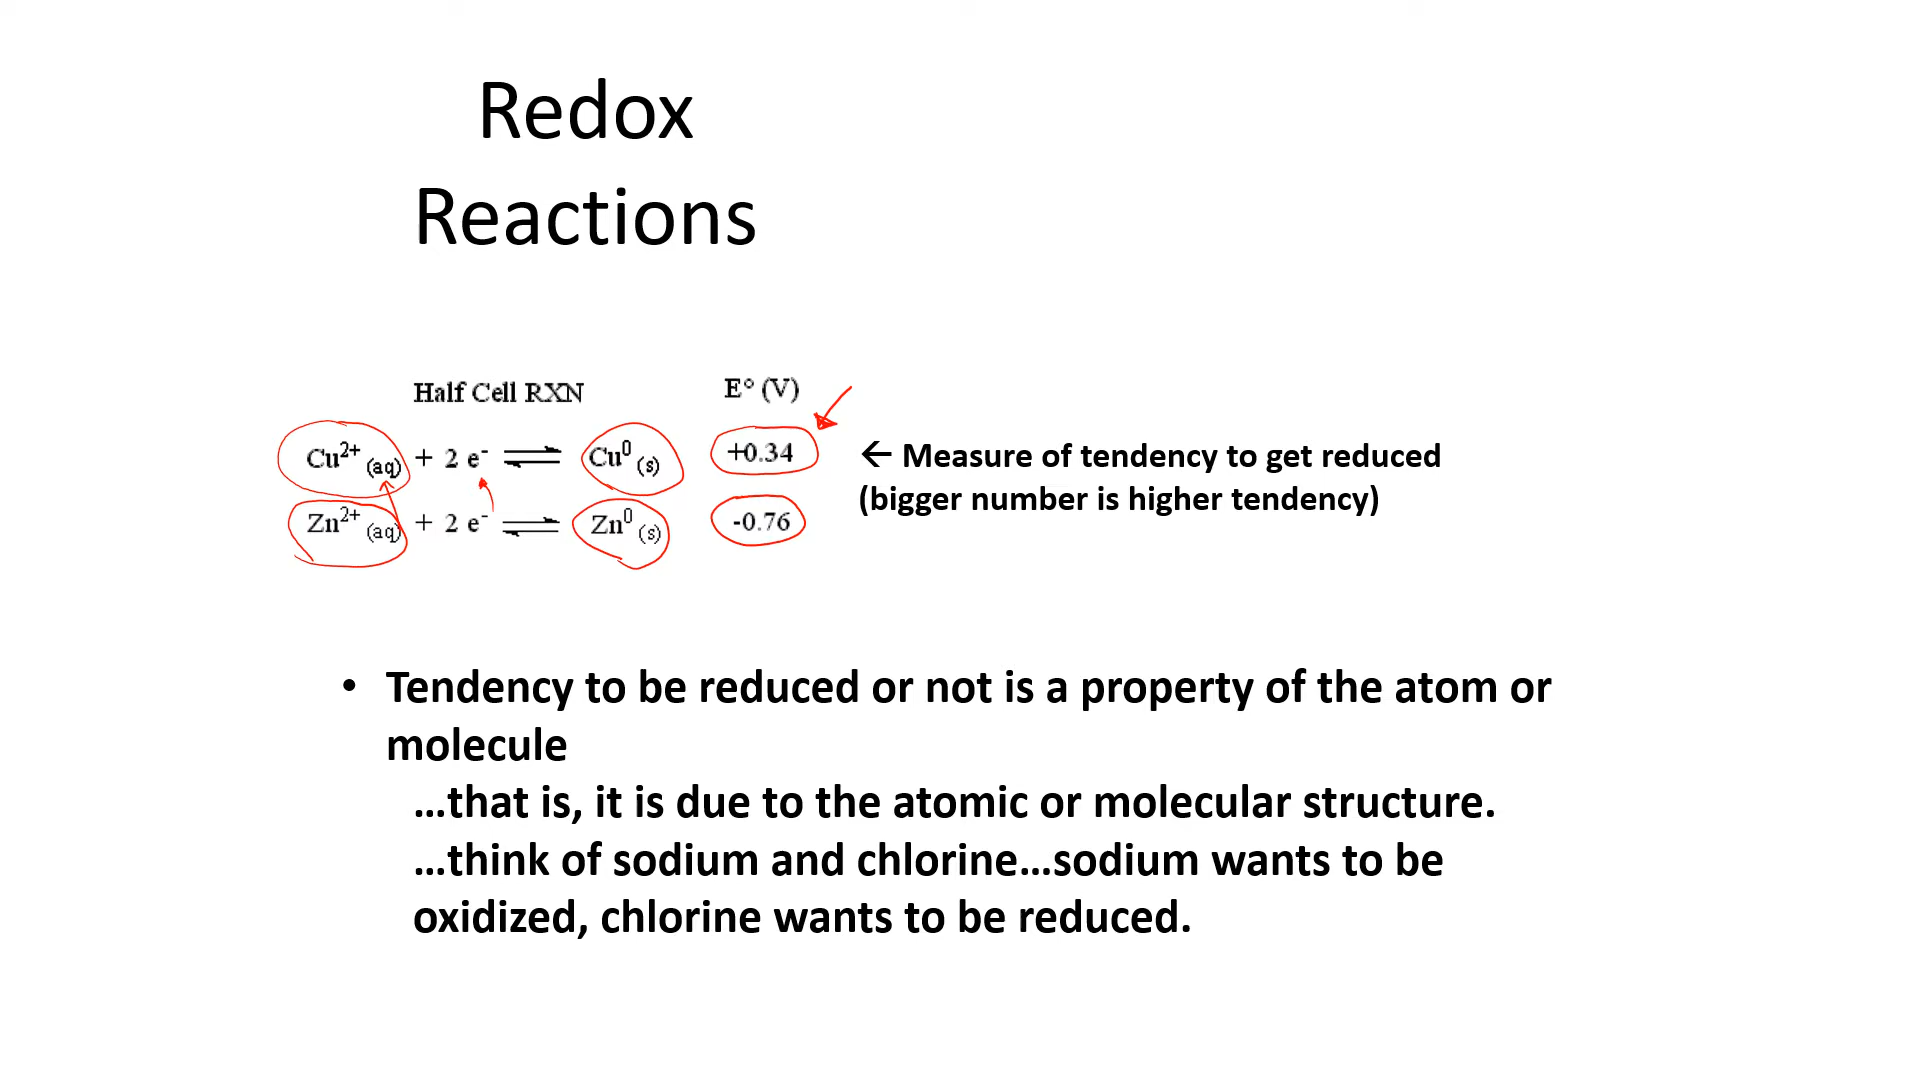 Redox
Reactions
Half Cell RXN E° (V)
Cu²⁺ (aq) + 2 e⁻ ⇌ Cu⁰ (s) +0.34
← Measure of tendency to get reduced
(bigger number is higher tendency)
Zn²⁺ (aq) + 2 e⁻ ⇌ Zn⁰ (s) -0.76
• Tendency to be reduced or not is a property of the atom or
molecule
…that is, it is due to the atomic or molecular structure.
…think of sodium and chlorine…sodium wants to be
oxidized, chlorine wants to be reduced.